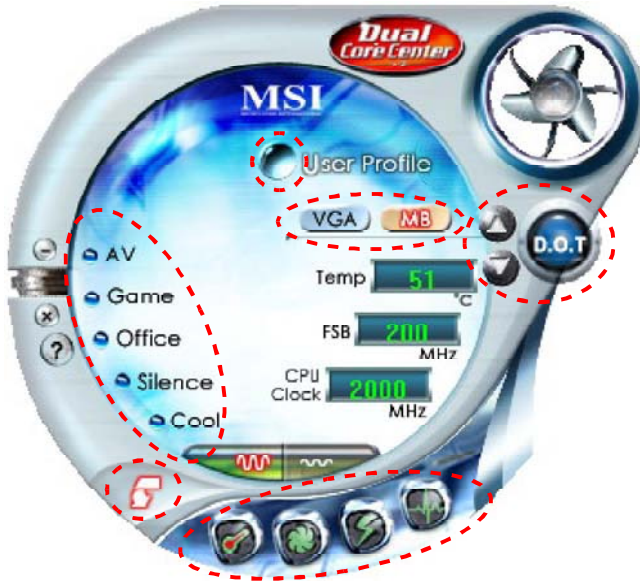 Dual
Core Center
MSI
User Profile
VGA MB
D.O.T
AV
Temp 51
°C
Game
FSB 200
MHz
Office
Silence
CPU
Clock 2000
MHz
Cool
?